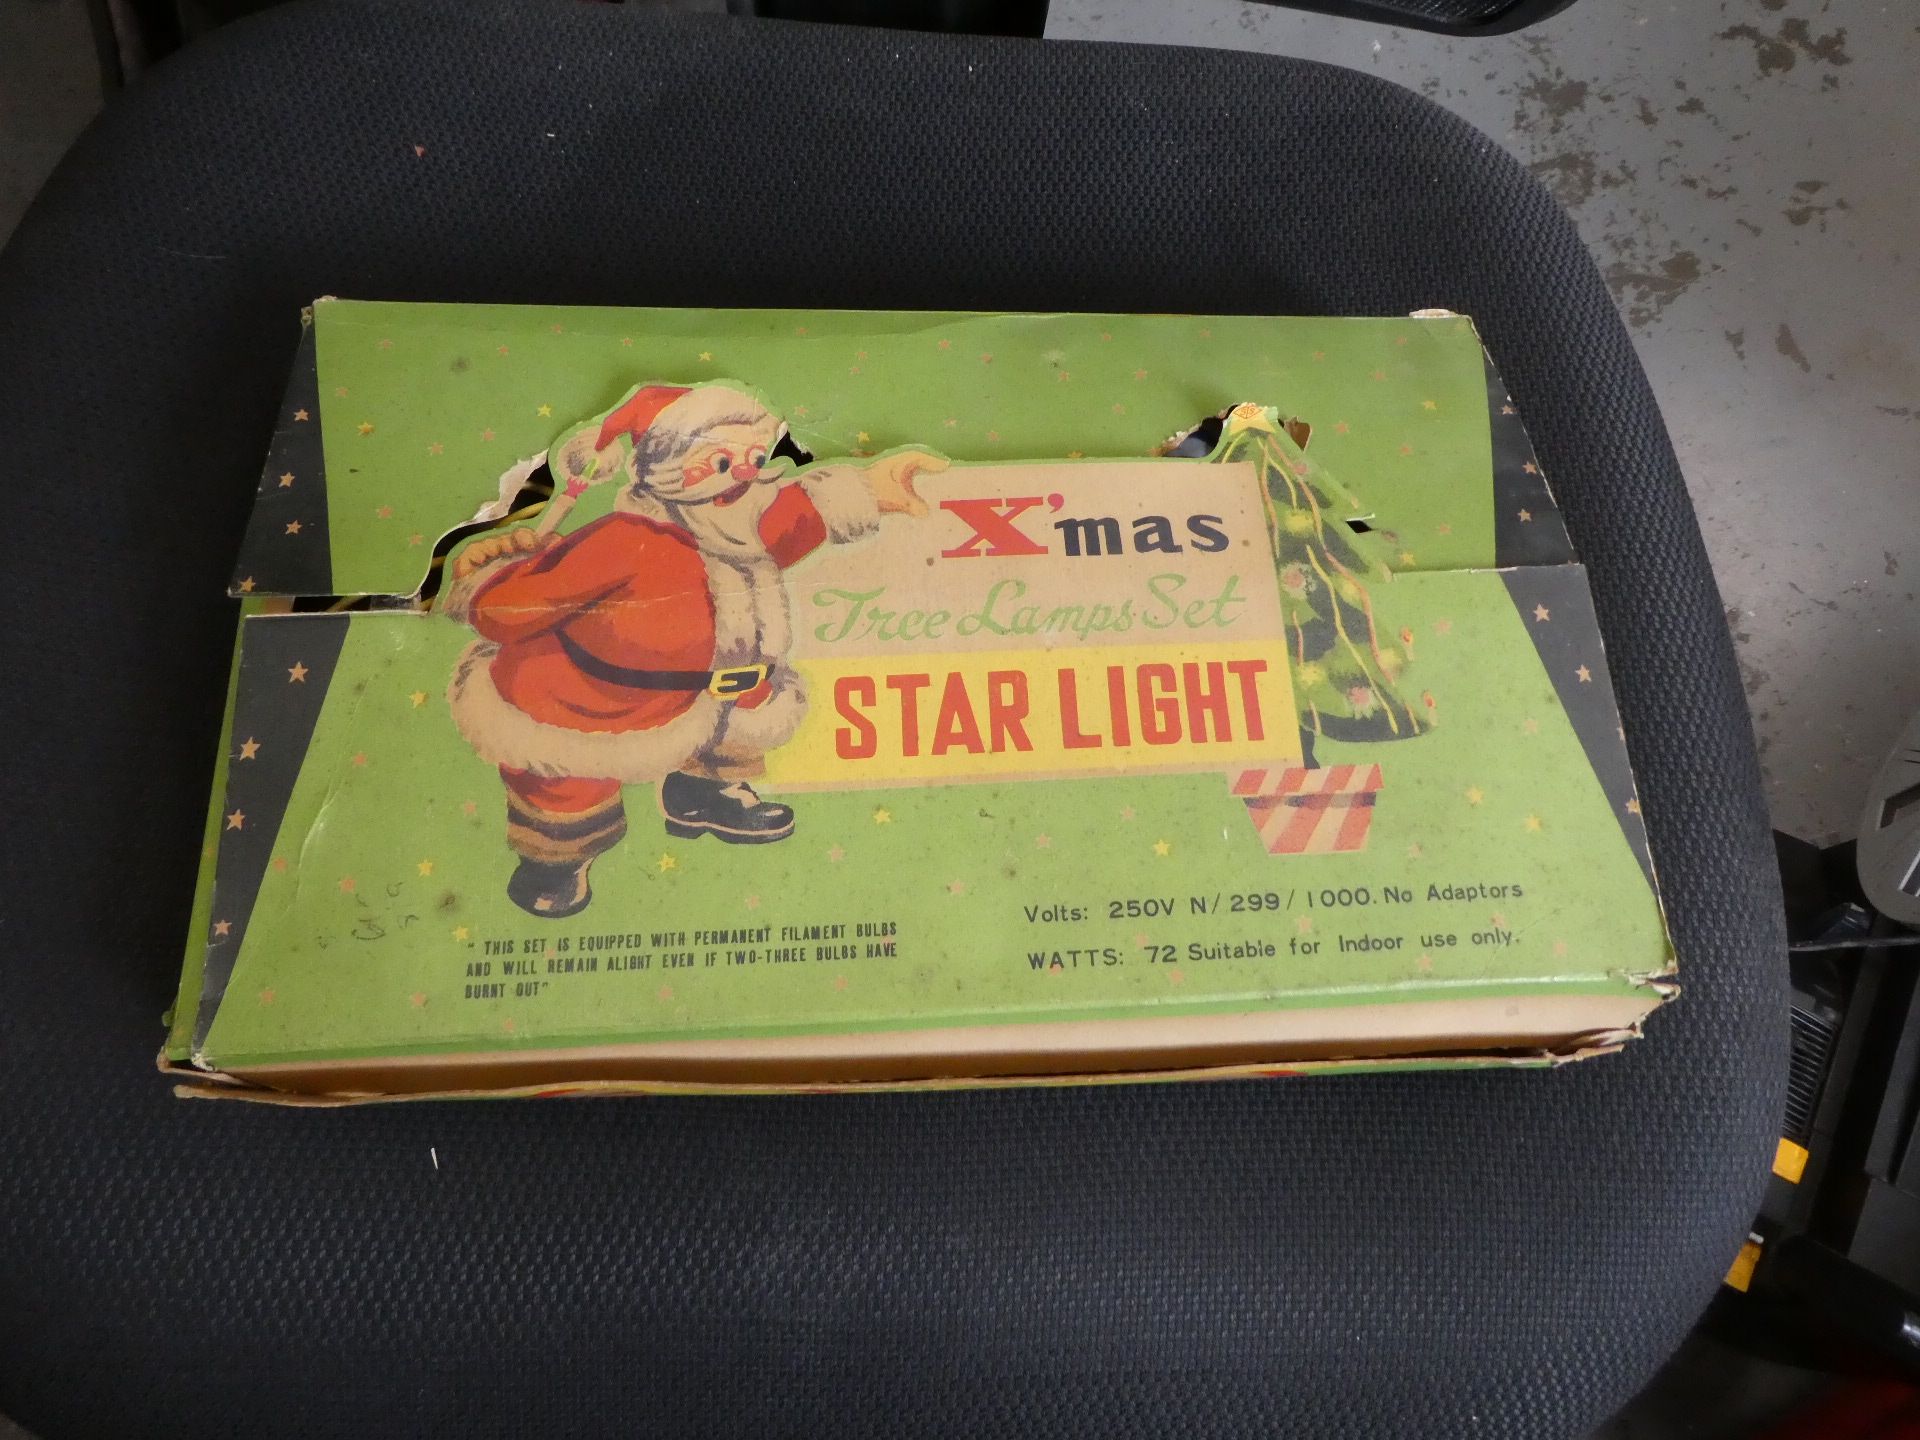 X'mas
Tree Lamps Set
STAR LIGHT
"THIS SET IS EQUIPPED WITH PERMANENT FILAMENT BULBS
AND WILL REMAIN ALIGHT EVEN IF TWO-THREE BULBS HAVE
BURNT OUT"
Volts: 250V N/299/1000. No Adaptors
WATTS: 72 Suitable for Indoor use only.